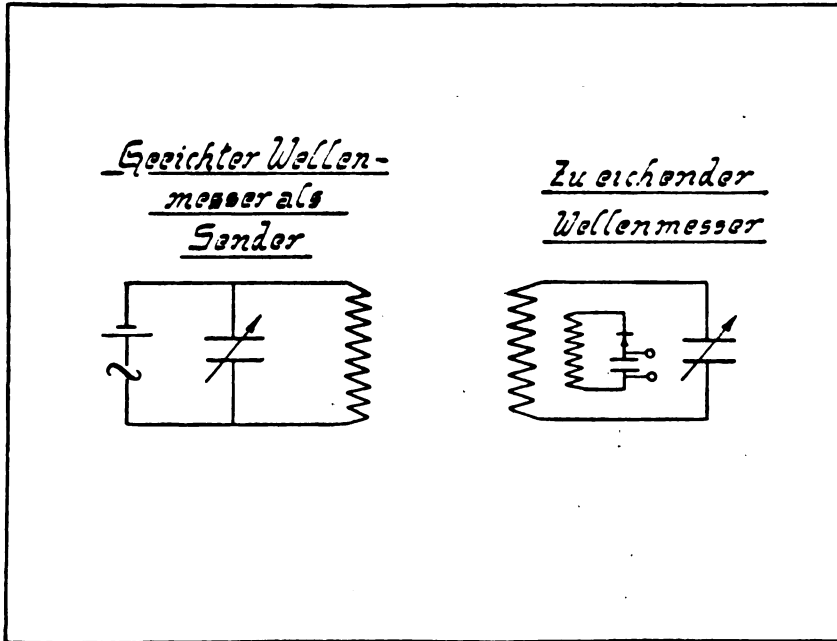 Geeichter Wellen-
messer als
Sender
Zu eichender
Wellenmesser